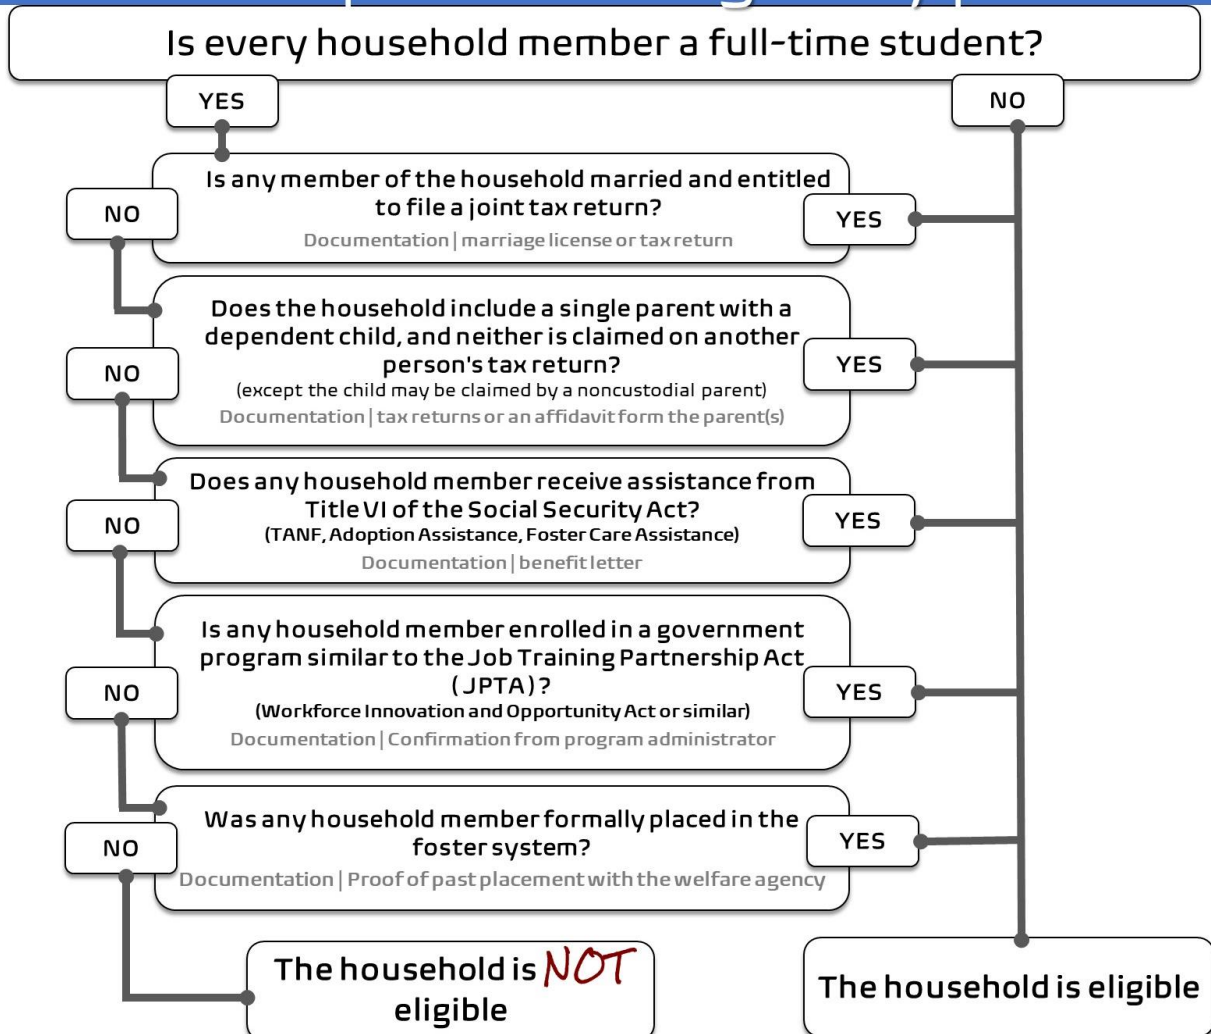 Is every household member a full-time student?
YES
NO
Is any member of the household married and entitled
to file a joint tax return?
Documentation | marriage license or tax return
NO
YES
Does the household include a single parent with a
dependent child, and neither is claimed on another
person's tax return?
(except the child may be claimed by a noncustodial parent)
Documentation | tax returns or an affidavit form the parent(s)
NO
YES
Does any household member receive assistance from
Title VI of the Social Security Act?
(TANF, Adoption Assistance, Foster Care Assistance)
Documentation | benefit letter
NO
YES
Is any household member enrolled in a government
program similar to the Job Training Partnership Act
(JPTA)?
(Workforce Innovation and Opportunity Act or similar)
Documentation | Confirmation from program administrator
NO
YES
Was any household member formally placed in the
foster system?
Documentation | Proof of past placement with the welfare agency
NO
YES
The household is NOT
eligible
The household is eligible